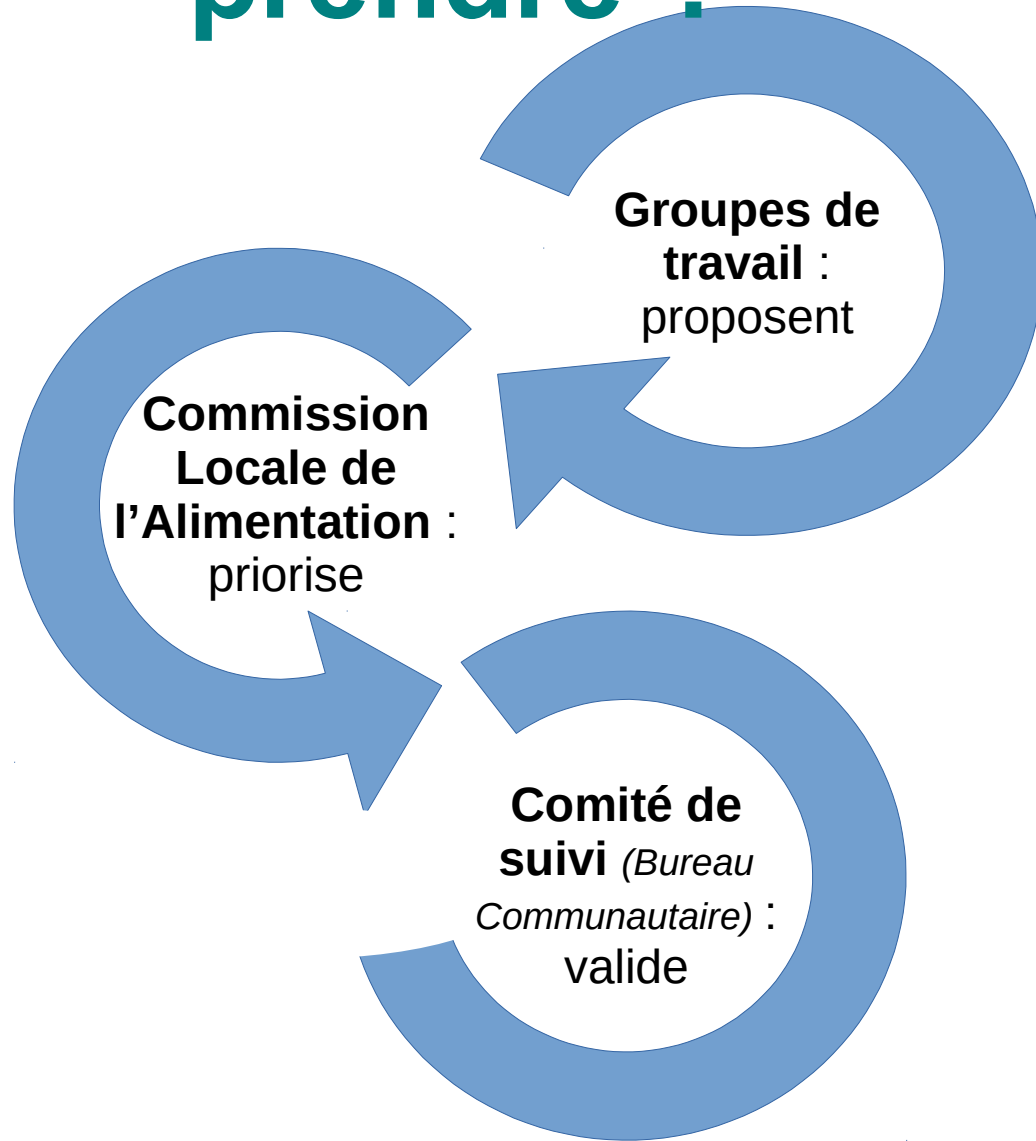 prendre :
Groupes de
travail :
proposent
Commission
Locale de
l’Alimentation :
priorise
Comité de
suivi (Bureau
Communautaire) :
valide